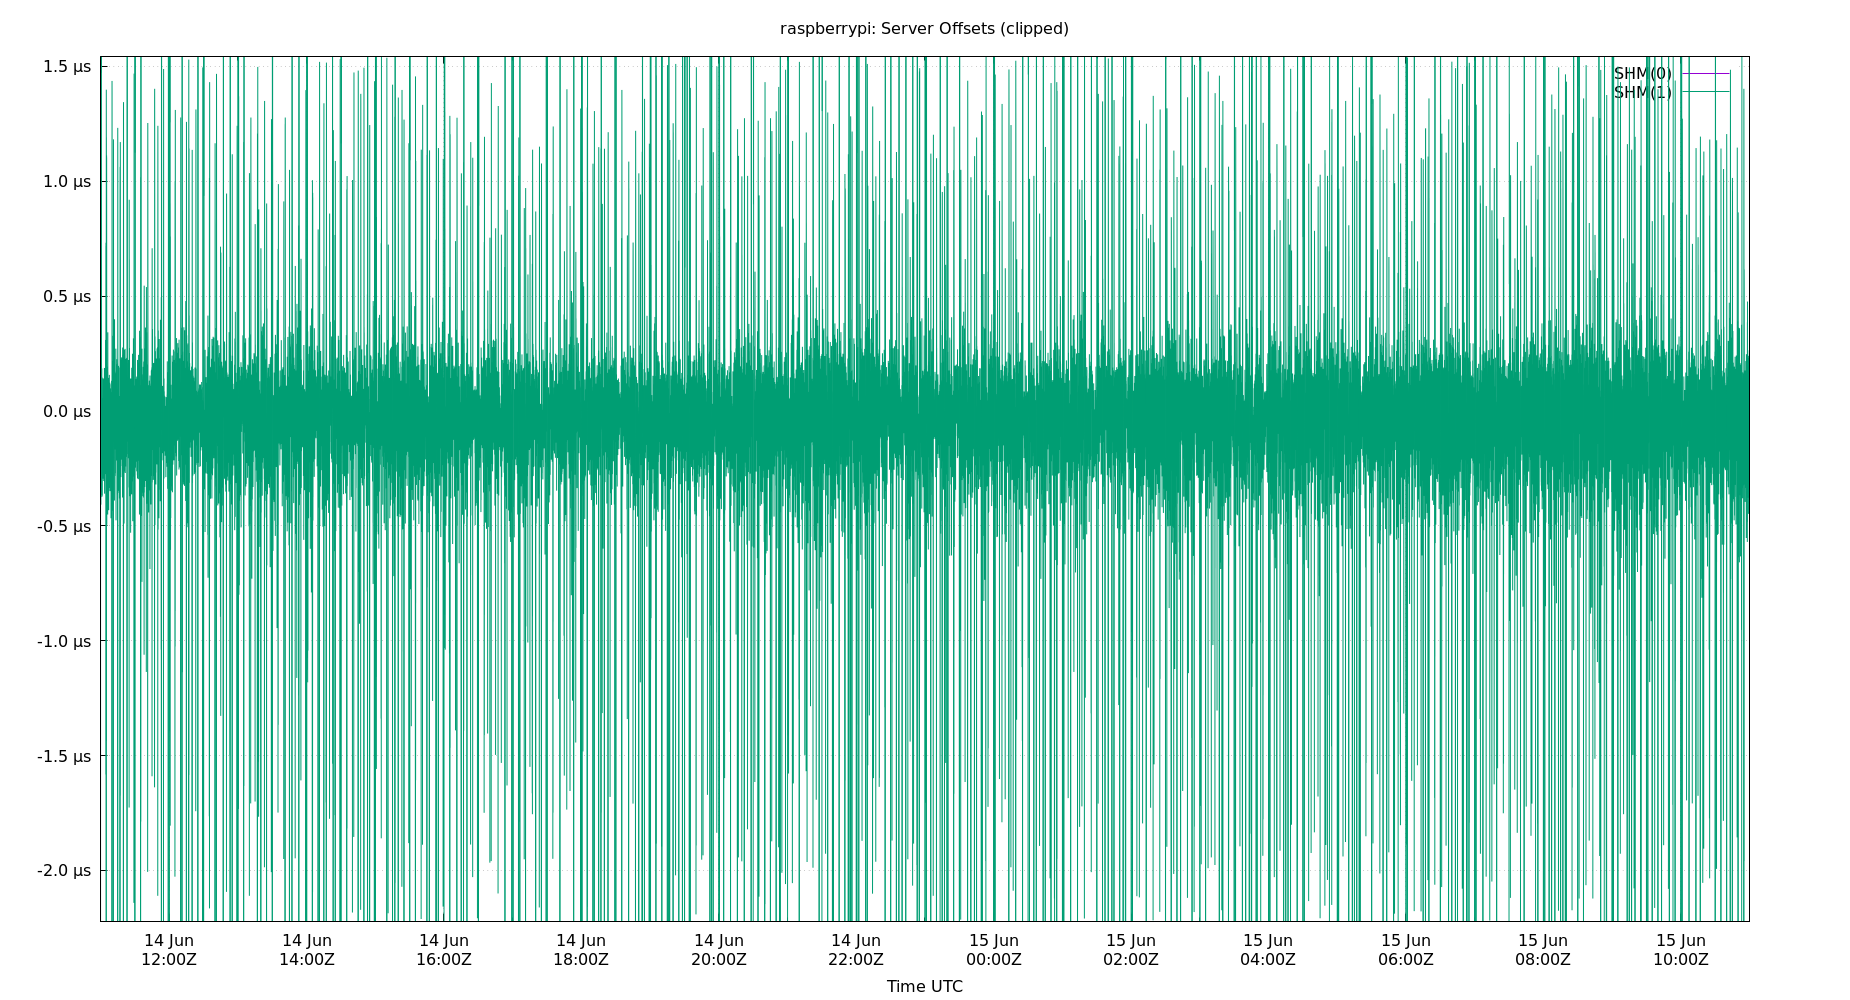 raspberrypi: Server Offsets (clipped)
1.5 µs
1.0 µs
0.5 µs
0.0 µs
-0.5 µs
-1.0 µs
-1.5 µs
-2.0 µs
SHM(0)
SHM(1)
14 Jun 14 Jun 14 Jun 14 Jun 14 Jun 14 Jun 15 Jun 15 Jun 15 Jun 15 Jun 15 Jun 15 Jun
12:00Z 14:00Z 16:00Z 18:00Z 20:00Z 22:00Z 00:00Z 02:00Z 04:00Z 06:00Z 08:00Z 10:00Z
Time UTC